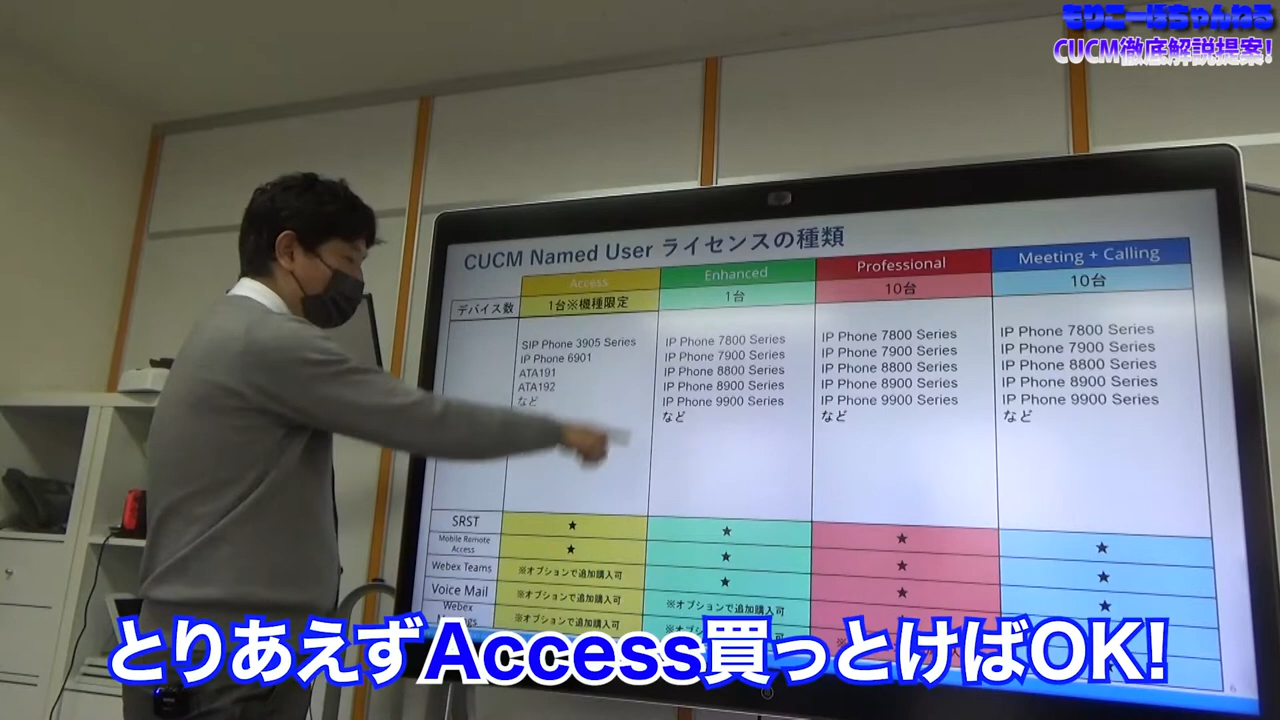 もりこーばちゃんねる
CUCM徹底解説提案!
CUCM Named User ライセンスの種類
Access
Enhanced
Professional
Meeting + Calling
デバイス数
1台※機種限定
1台
10台
10台
SIP Phone 3905 Series
IP Phone 6901
ATA191
ATA192
など
IP Phone 7800 Series
IP Phone 7900 Series
IP Phone 8800 Series
IP Phone 8900 Series
IP Phone 9900 Series
など
IP Phone 7800 Series
IP Phone 7900 Series
IP Phone 8800 Series
IP Phone 8900 Series
IP Phone 9900 Series
など
IP Phone 7800 Series
IP Phone 7900 Series
IP Phone 8800 Series
IP Phone 8900 Series
IP Phone 9900 Series
など
SRST
★
★
★
★
Mobile Remote
Access
★
★
★
★
Webex Teams
※オプションで追加購入可
★
★
★
Voice Mail
※オプションで追加購入可
※オプションで追加購入可
Webex
※オプションで追加購入可
とりあえずAccess買っとけばOK!